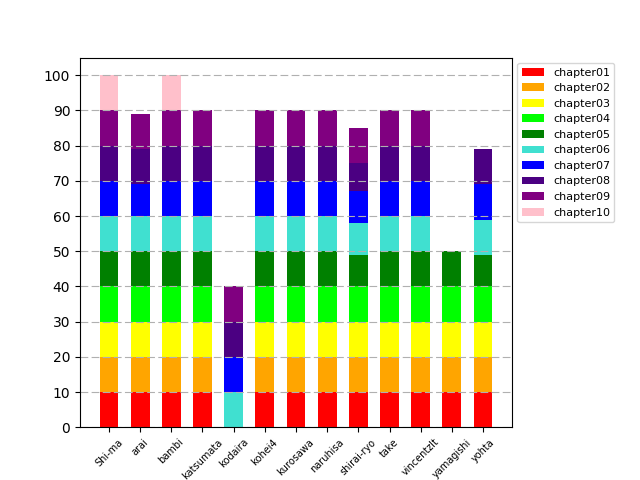 100
90
80
70
60
50
40
30
20
10
0
chapter01
chapter02
chapter03
chapter04
chapter05
chapter06
chapter07
chapter08
chapter09
chapter10
Shi-ma
arai
bambi
katsumata
kodaira
kohei4
kurosawa
naruhisa
shirai-ryo
take
vincentzlt
yamagishi
yohta